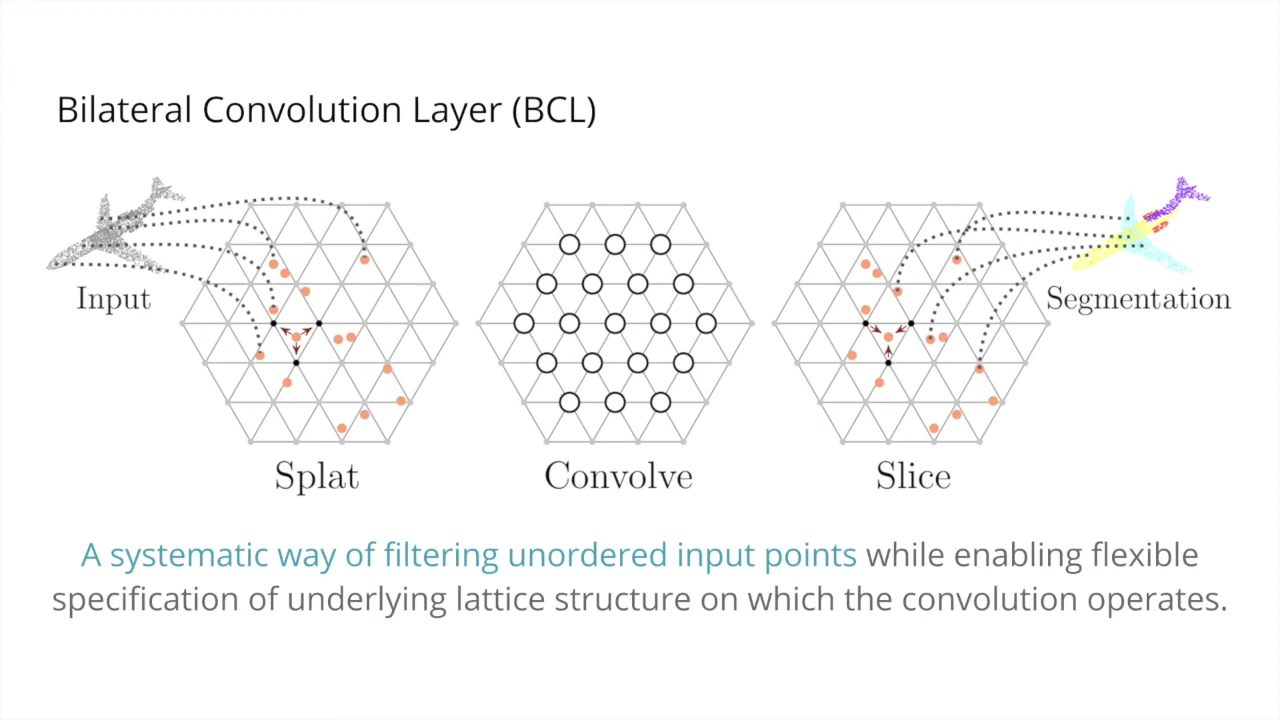 Bilateral Convolution Layer (BCL)
Input
Segmentation
Splat
Convolve
Slice
A systematic way of filtering unordered input points while enabling flexible
specification of underlying lattice structure on which the convolution operates.